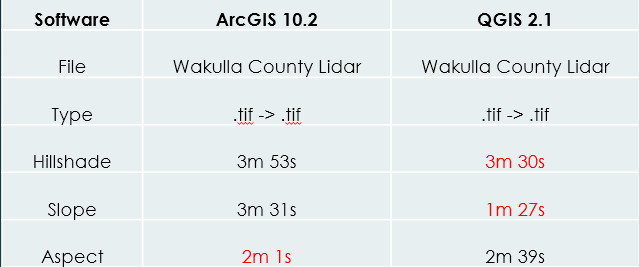 Software ArcGIS 10.2 QGIS 2.1
File Wakulla County Lidar Wakulla County Lidar
Type .tif -> .tif .tif -> .tif
Hillshade 3m 53s 3m 30s
Slope 3m 31s 1m 27s
Aspect 2m 1s 2m 39s